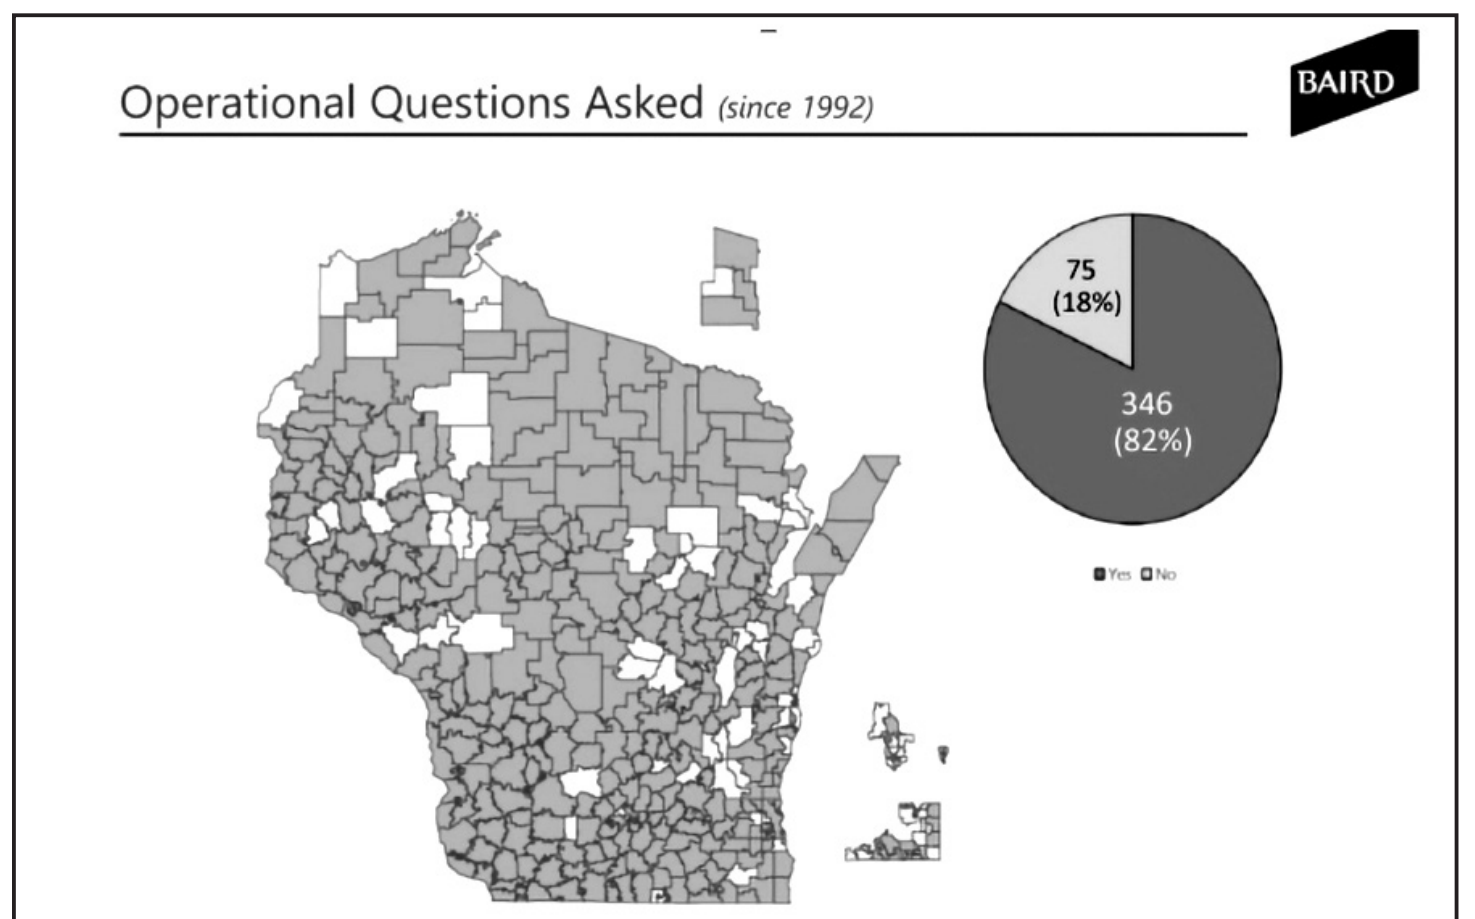 Operational Questions Asked (since 1992)
BAIRD
75
(18%)
346
(82%)
Yes No